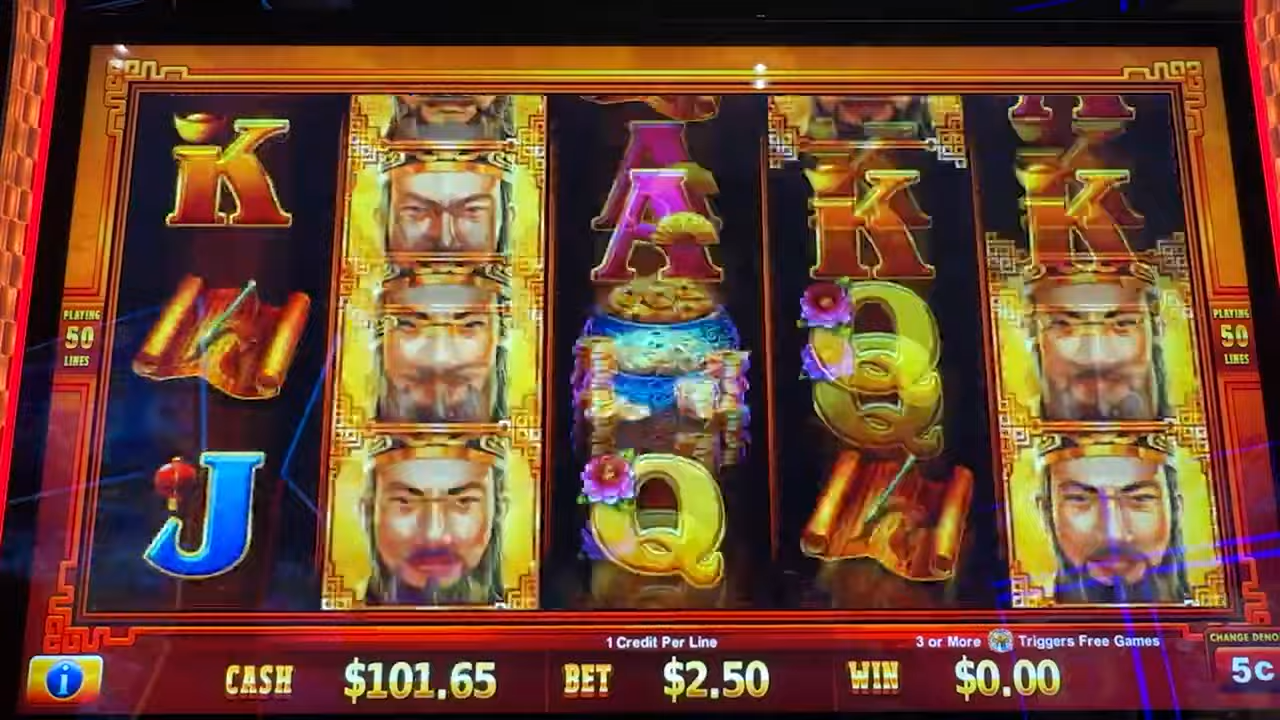 K
A
A
K
K
PLAYING
50
LINES
Q
PLAYING
50
LINES
J
Q
1 Credit Per Line
3 or More Triggers Free Games
CASH $101.65 BET $2.50 WIN $0.00
CHANGE DENO
5c